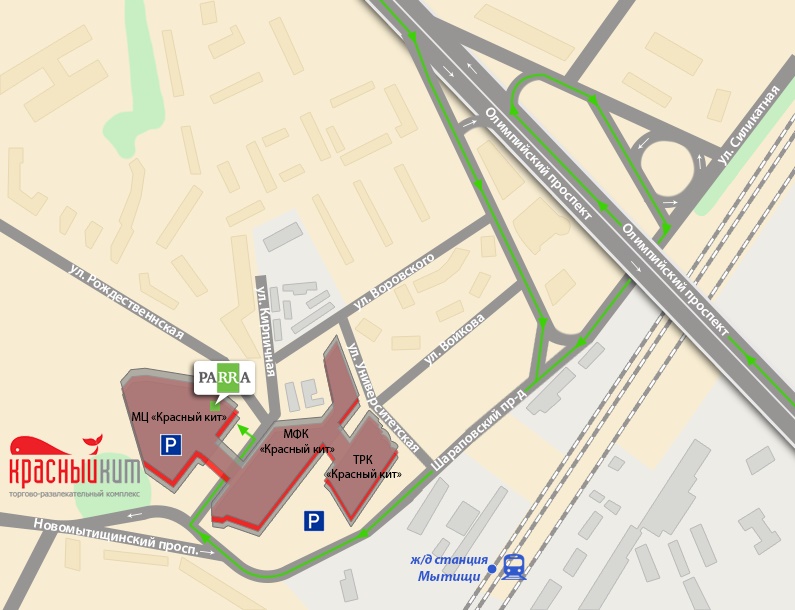 Олимпийский проспект
ул. Силикатная
Олимпийский проспект
ул. Рождественнская
ул. Кирпичная
ул. Воровского
ул. Войкова
ул. Университетская
PARRA
МЦ «Красный кит»
P
МФК
«Красный кит»
ТРК
«Красный кит»
Шараповский пр-д
красныйкит
торгово-развлекательный комплекс
P
Новомытищинский просп.
ж/д станция
Мытищи